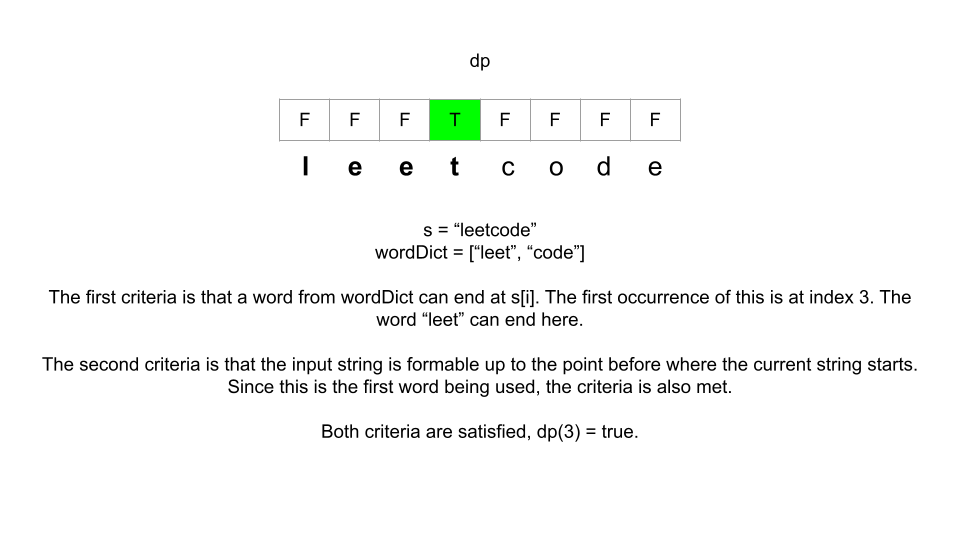 dp
F F F T F F F F
l e e t c o d e
s = “leetcode”
wordDict = [“leet”, “code”]
The first criteria is that a word from wordDict can end at s[i]. The first occurrence of this is at index 3. The
word “leet” can end here.
The second criteria is that the input string is formable up to the point before where the current string starts.
Since this is the first word being used, the criteria is also met.
Both criteria are satisfied, dp(3) = true.